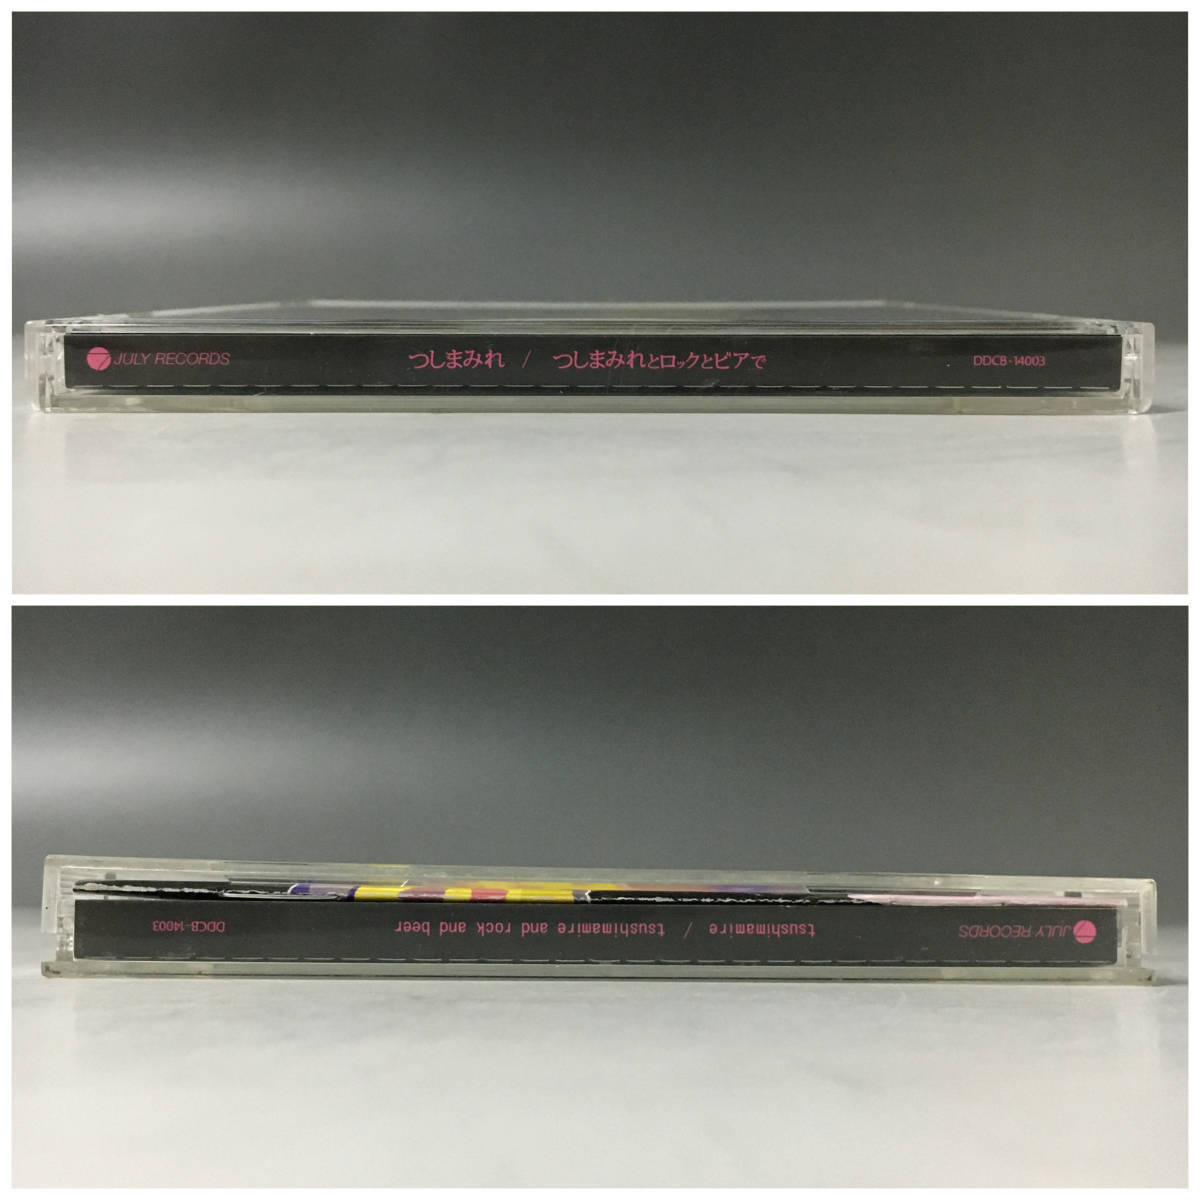 JULY RECORDS つしまみれ / つしまみれとロックとビアで DDCB-14003
JULY RECORDS tsushimamire / tsushimamire and rock and beer DDCB-14003